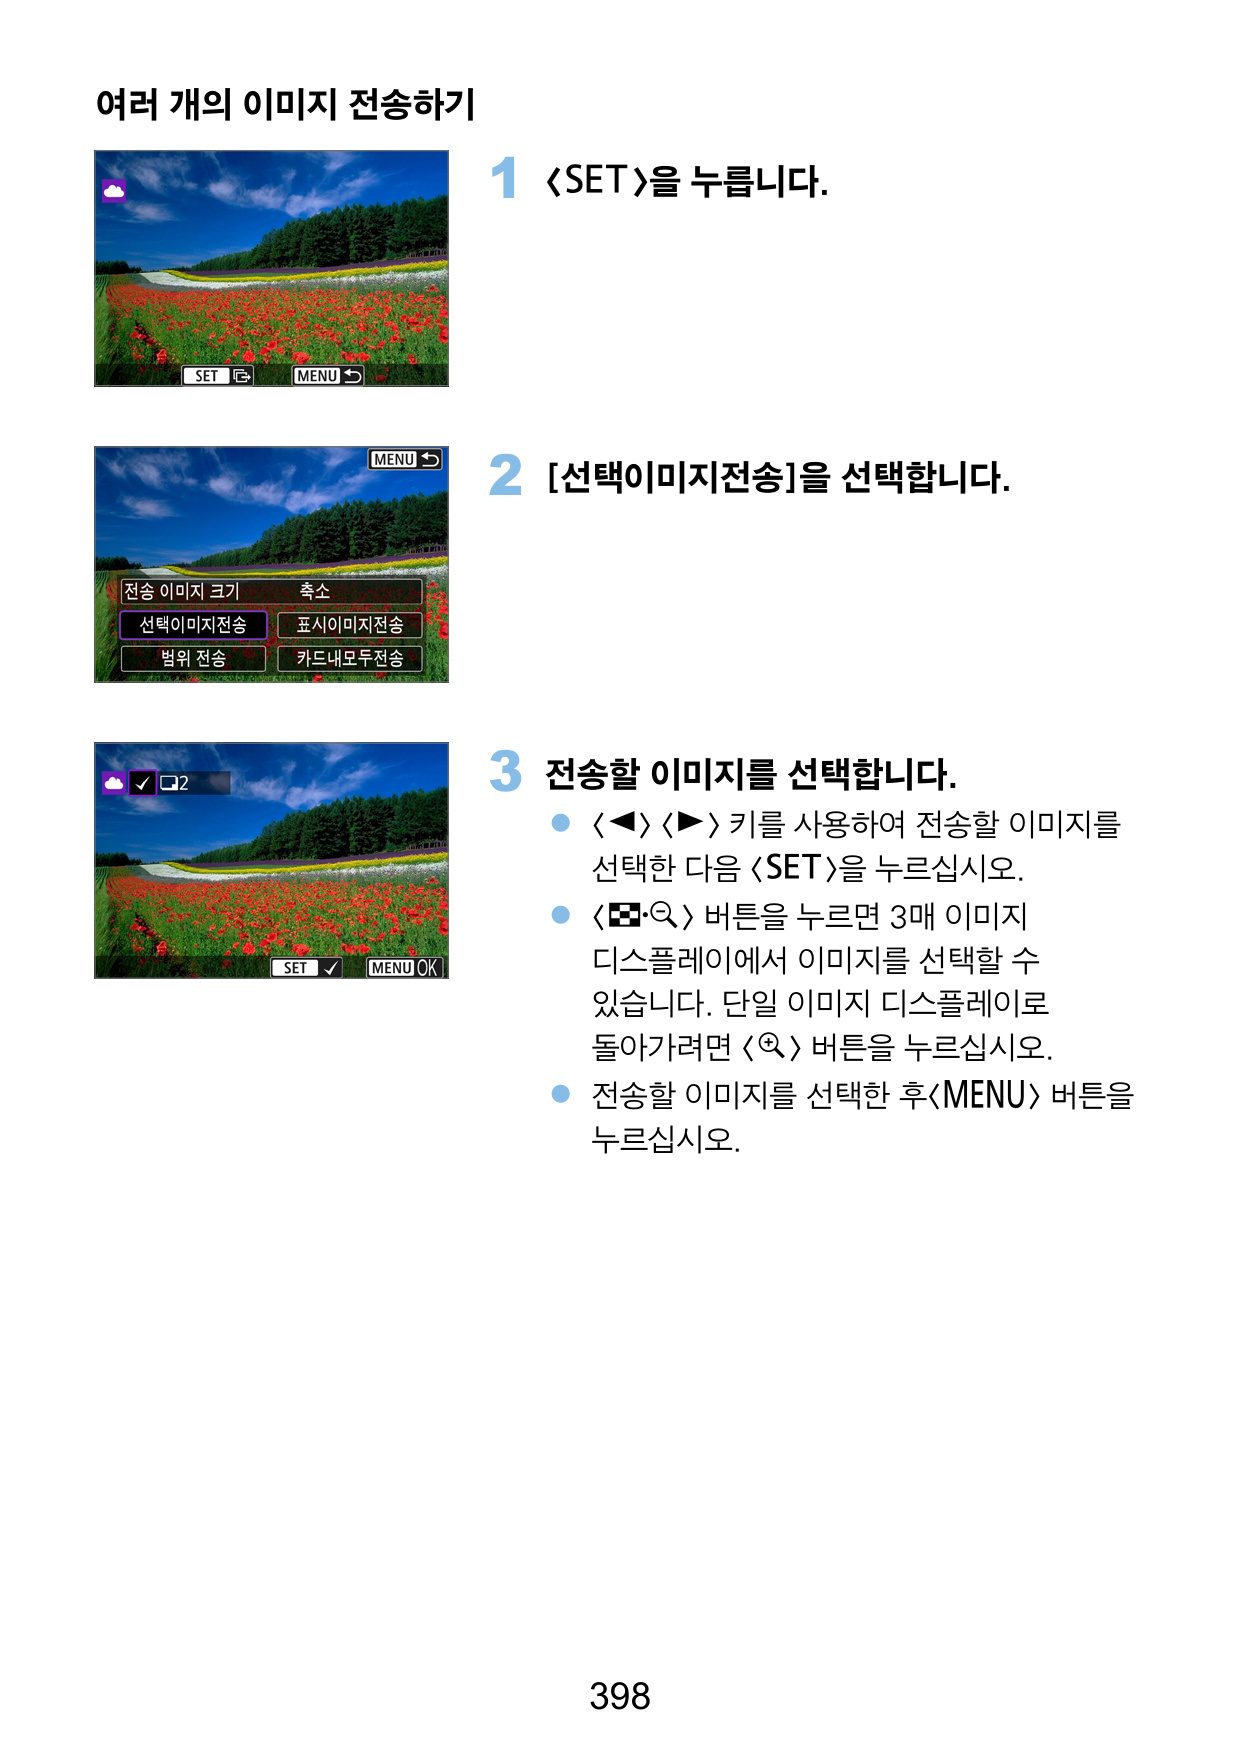 여러 개의 이미지 전송하기
SET MENU
1 <SET>을 누릅니다.
MENU
전송 이미지 크기 축소
선택이미지전송 표시이미지전송
범위 전송 카드내모두전송
2 [선택이미지전송]을 선택합니다.
2
SET MENU OK
3 전송할 이미지를 선택합니다.
● <◀><▶> 키를 사용하여 전송할 이미지를
선택한 다음 <SET>을 누르십시오.
● < · > 버튼을 누르면 3매 이미지
디스플레이에서 이미지를 선택할 수
있습니다. 단일 이미지 디스플레이로
돌아가려면 < > 버튼을 누르십시오.
● 전송할 이미지를 선택한 후<MENU> 버튼을
누르십시오.
398